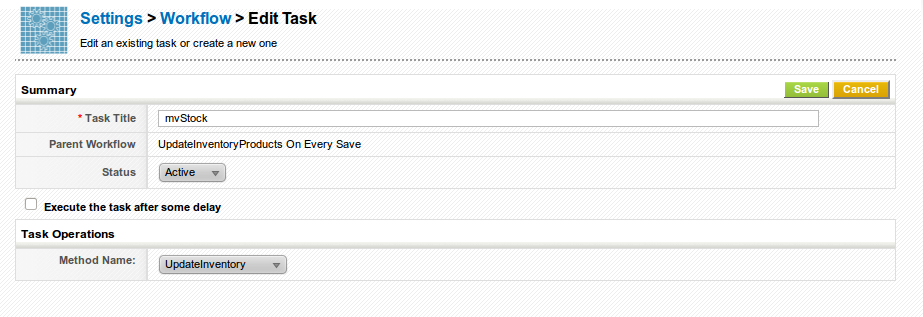 Settings > Workflow > Edit Task
Edit an existing task or create a new one
Summary
Save
Cancel
* Task Title
mvStock
Parent Workflow
UpdateInventoryProducts On Every Save
Status
Active
Execute the task after some delay
Task Operations
Method Name:
UpdateInventory